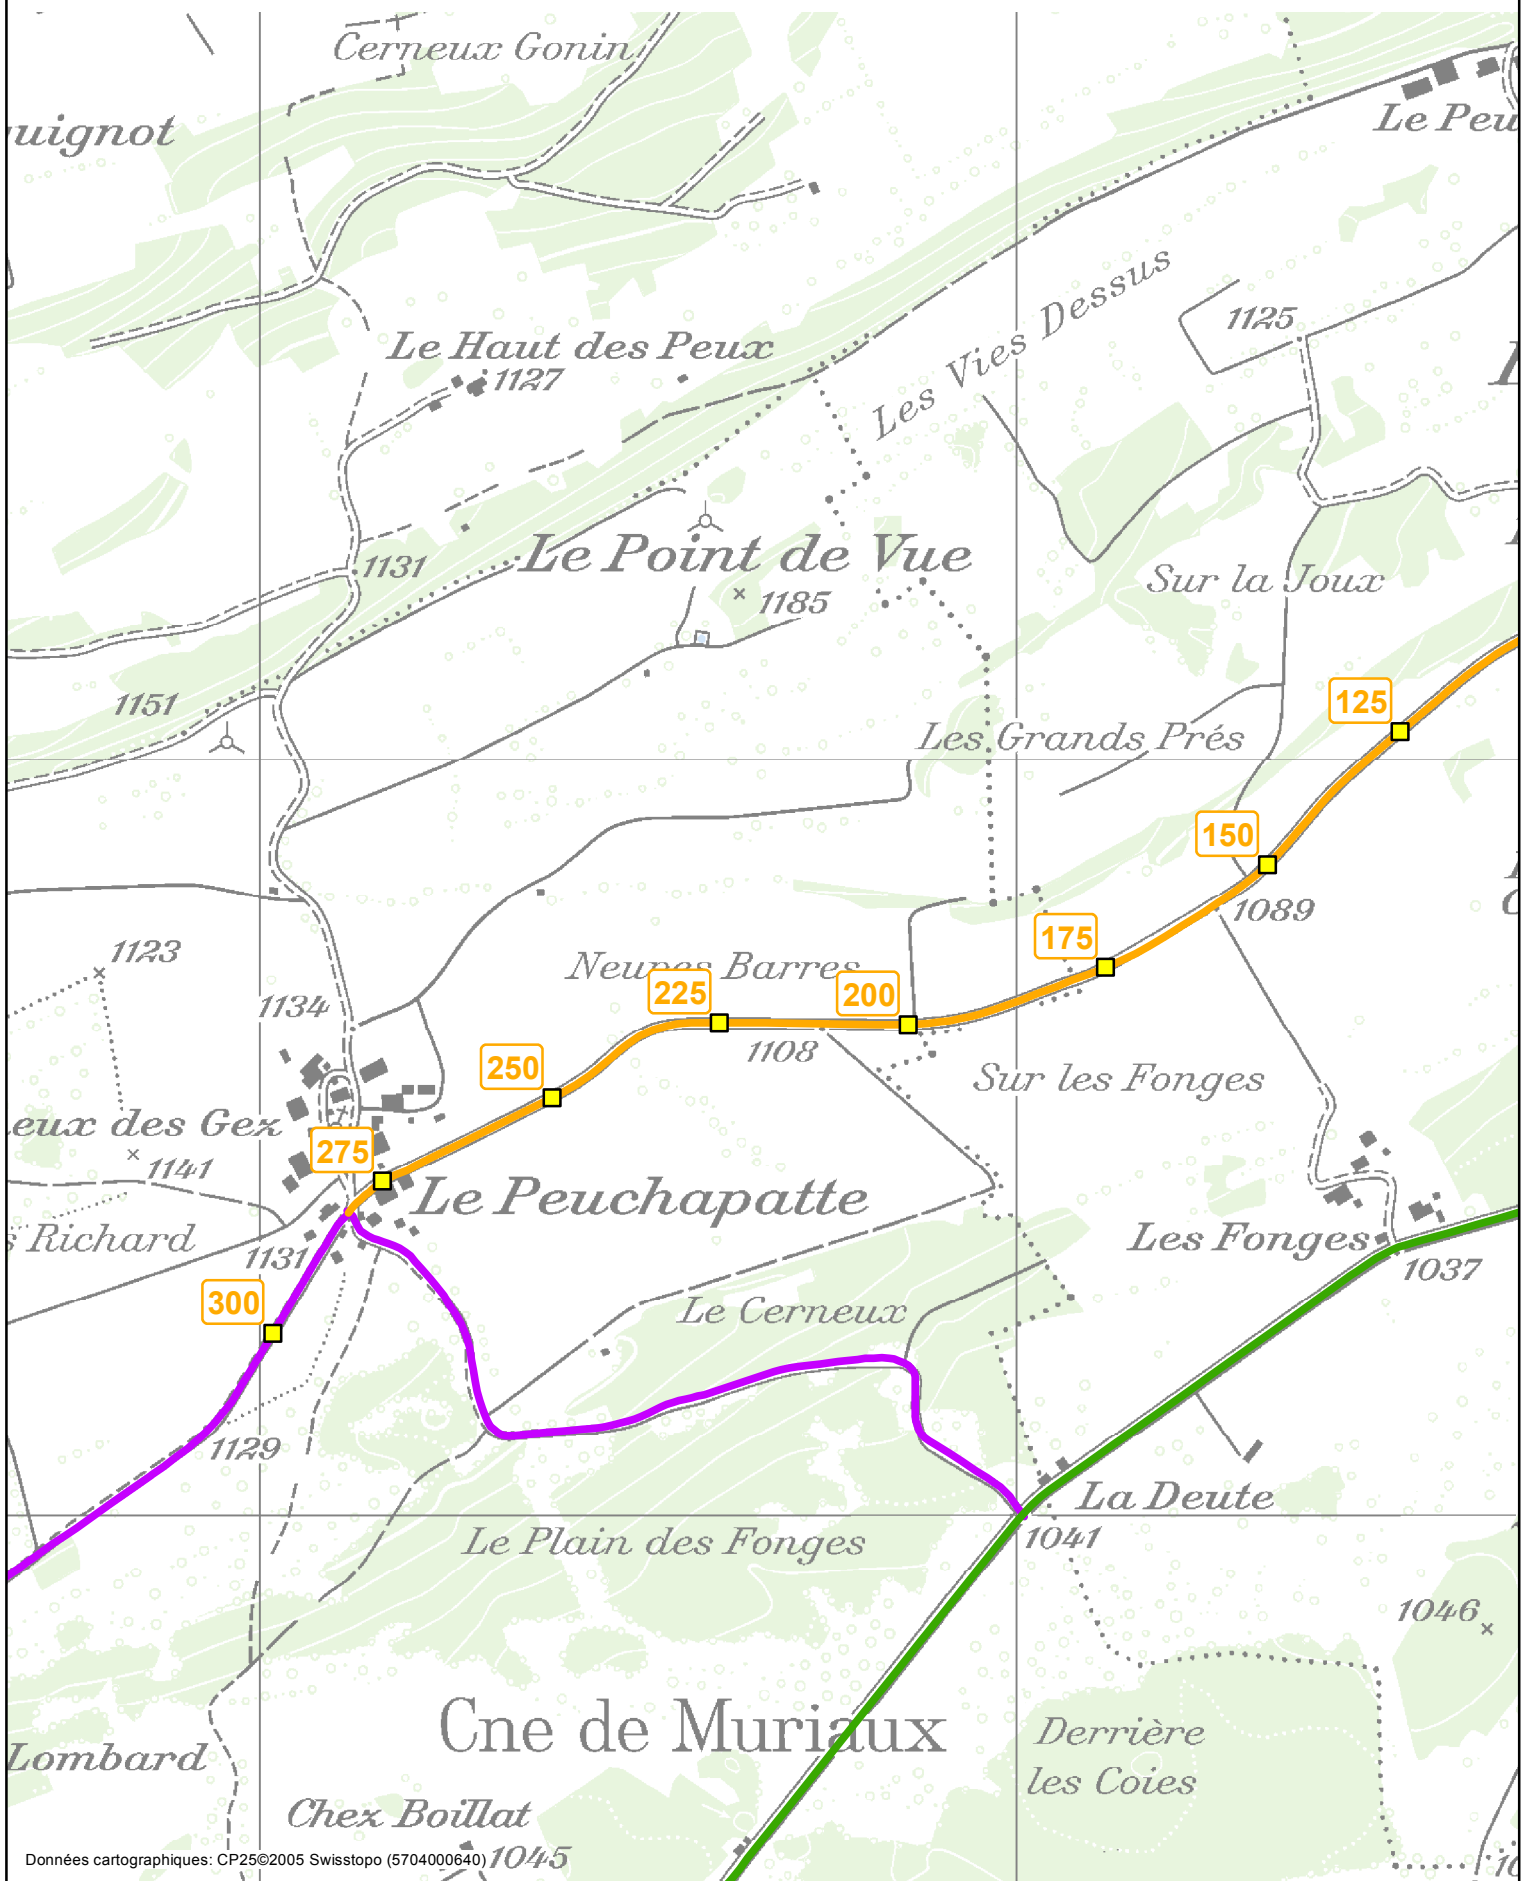 Cerneux Gonin
uignot
Le Peu
Les Vies Dessus
1125
Le Haut des Peux
1127
Le Point de Vue
1131
1185
Sur la Joux
1151
125
Les Grands Prés
150
1089
175
1123
Neuves Barres
1134
225
200
1108
250
Sur les Fonges
eux des Gez
275
1141
Le Peuchapatte
s Richard
1131
Les Fonges
1037
300
Le Cerneux
1129
La Deute
Le Plain des Fonges
1041
1046
Cne de Muriaux
Derrière
les Coies
Lombard
Chez Boillat
1045
Données cartographiques: CP25©2005 Swisstopo (5704000640)